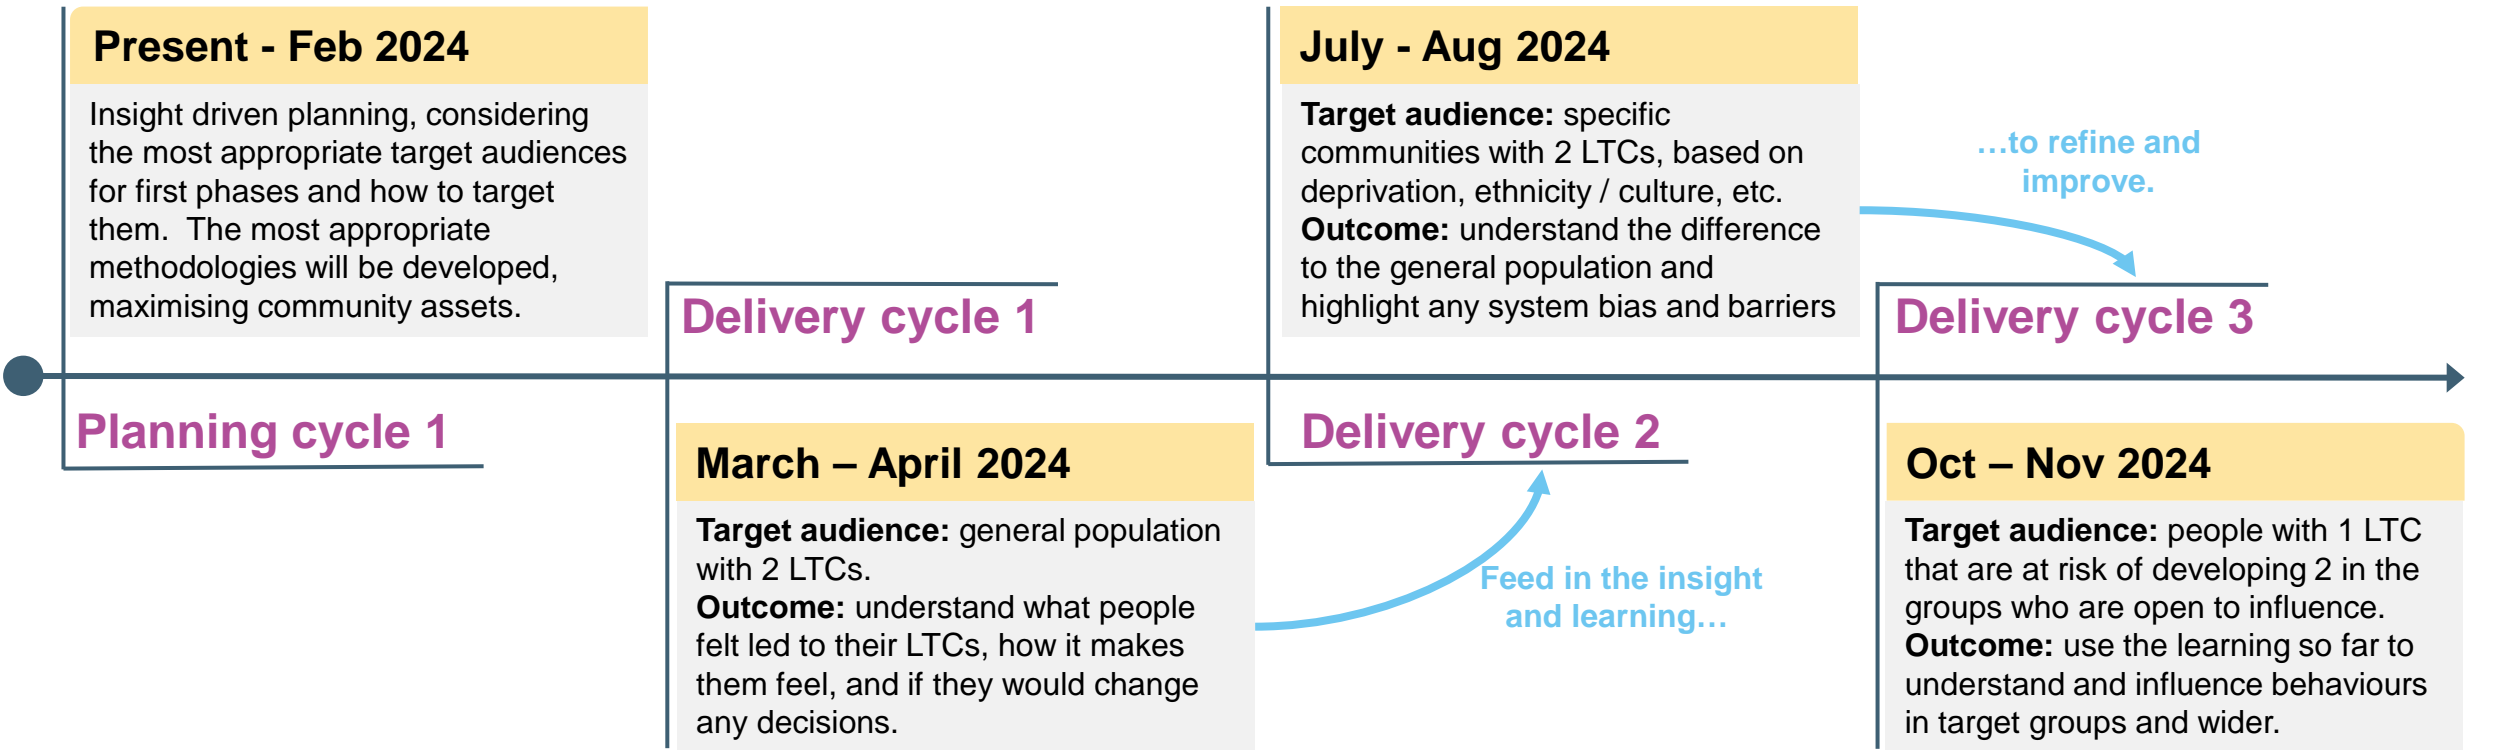 Present - Feb 2024
Insight driven planning, considering
the most appropriate target audiences
for first phases and how to target
them.  The most appropriate
methodologies will be developed,
maximising community assets.
Planning cycle 1
Delivery cycle 1
March – April 2024
Target audience: general population
with 2 LTCs.
Outcome: understand what people
felt led to their LTCs, how it makes
them feel, and if they would change
any decisions.
July - Aug 2024
Target audience: specific
communities with 2 LTCs, based on
deprivation, ethnicity / culture, etc.
Outcome: understand the difference
to the general population and
highlight any system bias and barriers
Delivery cycle 2
Feed in the insight
and learning…
…to refine and
improve.
Delivery cycle 3
Oct – Nov 2024
Target audience: people with 1 LTC
that are at risk of developing 2 in the
groups who are open to influence.
Outcome: use the learning so far to
understand and influence behaviours
in target groups and wider.